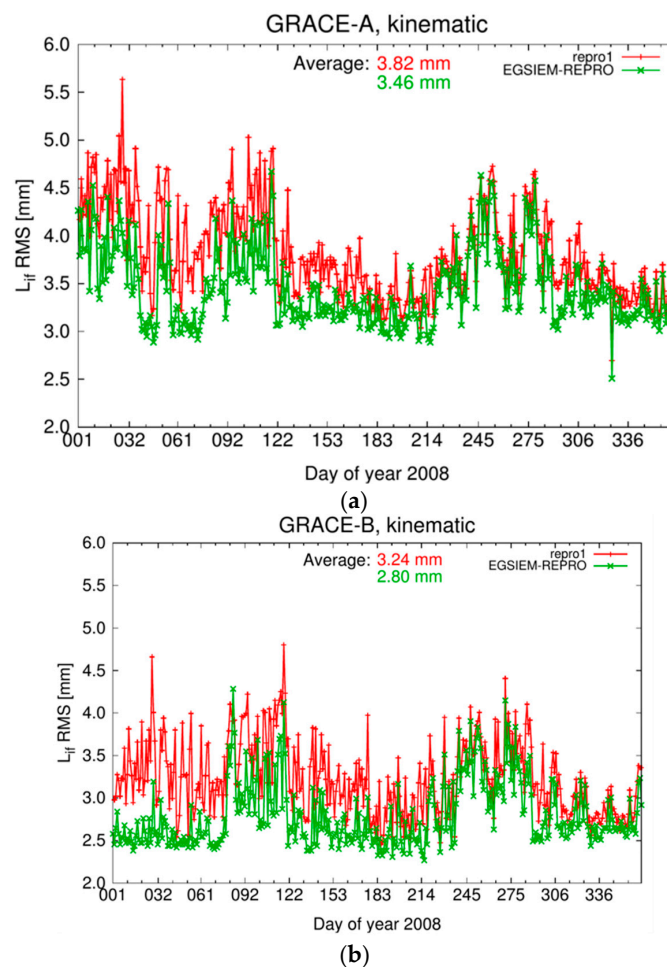 GRACE-A, kinematic
6.0
5.5
5.0
4.5
4.0
3.5
3.0
2.5
2.0
L_if RMS [mm]
Average: 3.82 mm
3.46 mm
repro1
EGSIEM-REPRO
001 032 061 092 122 153 183 214 245 275 306 336
Day of year 2008
(a)
GRACE-B, kinematic
6.0
5.5
5.0
4.5
4.0
3.5
3.0
2.5
2.0
L_if RMS [mm]
Average: 3.24 mm
2.80 mm
repro1
EGSIEM-REPRO
001 032 061 092 122 153 183 214 245 275 306 336
Day of year 2008
(b)